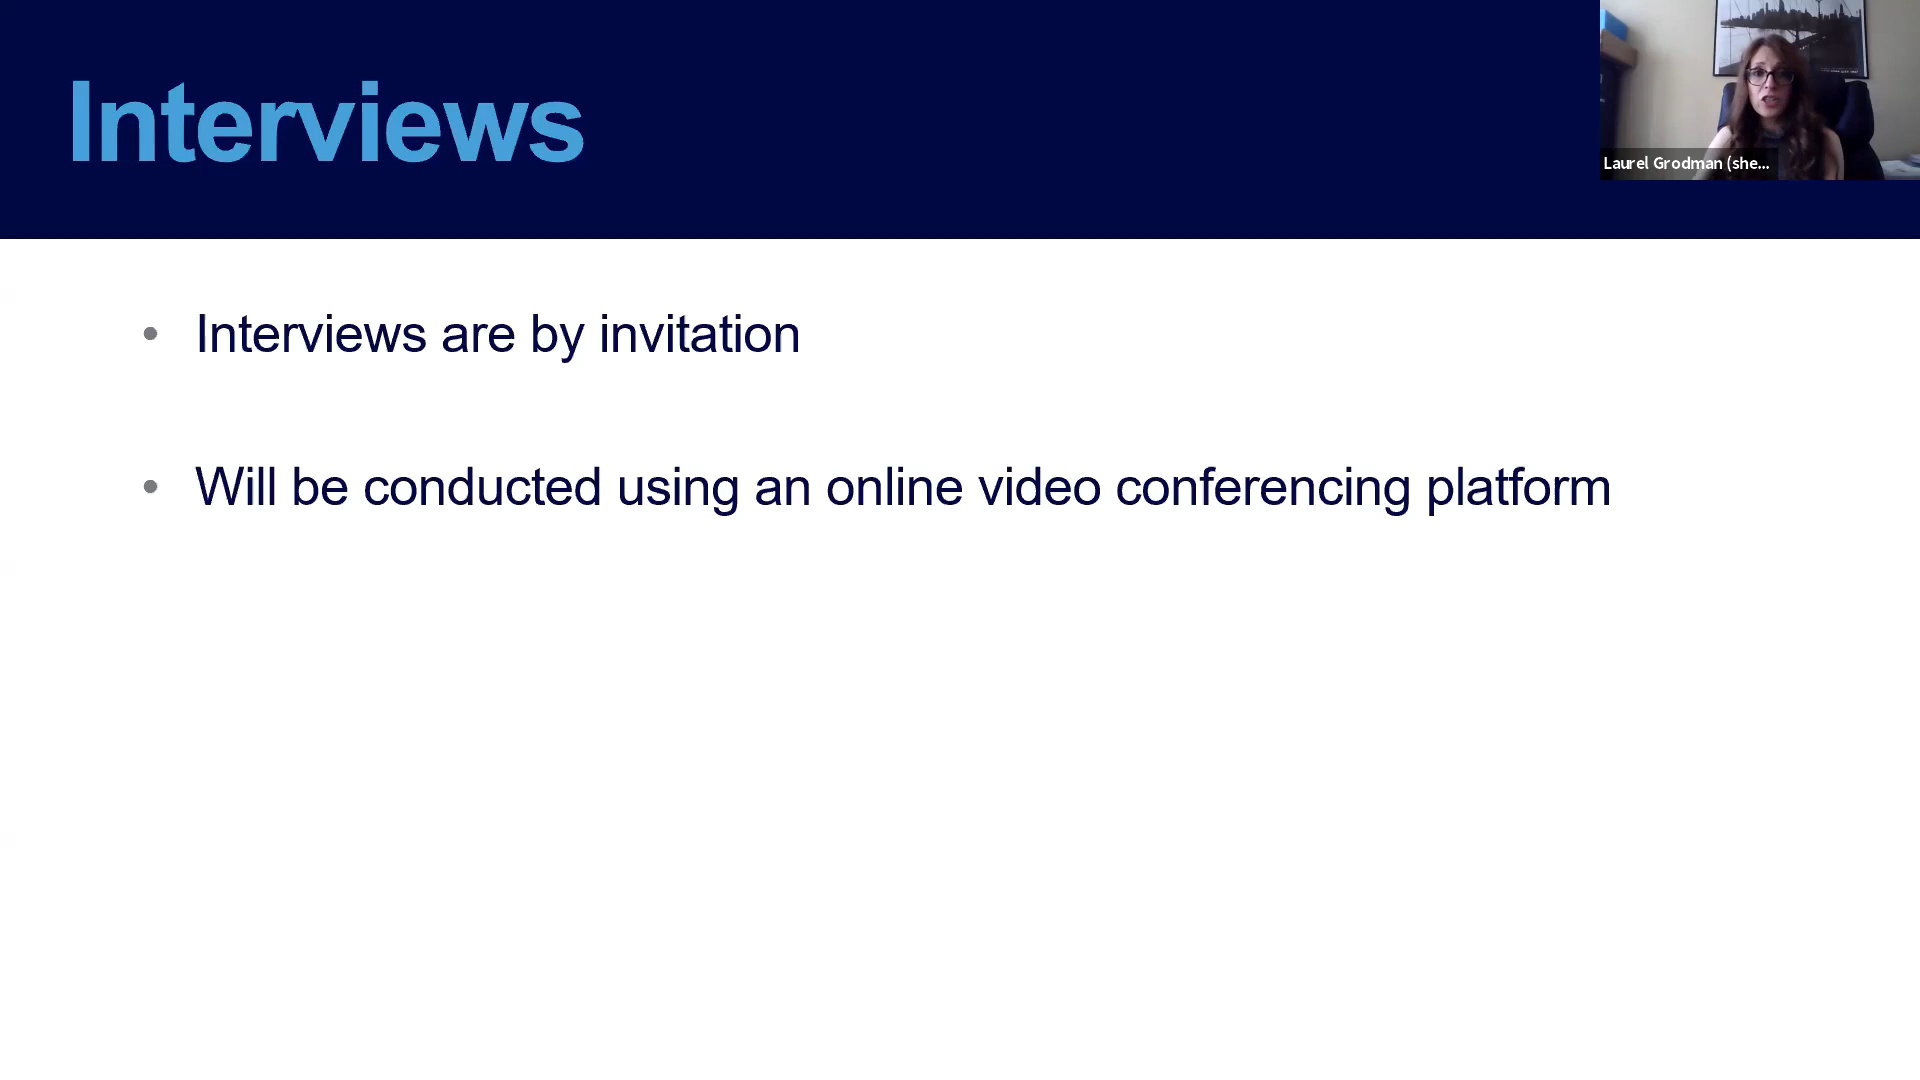 Interviews
Laurel Grodman (she...
• Interviews are by invitation
• Will be conducted using an online video conferencing platform